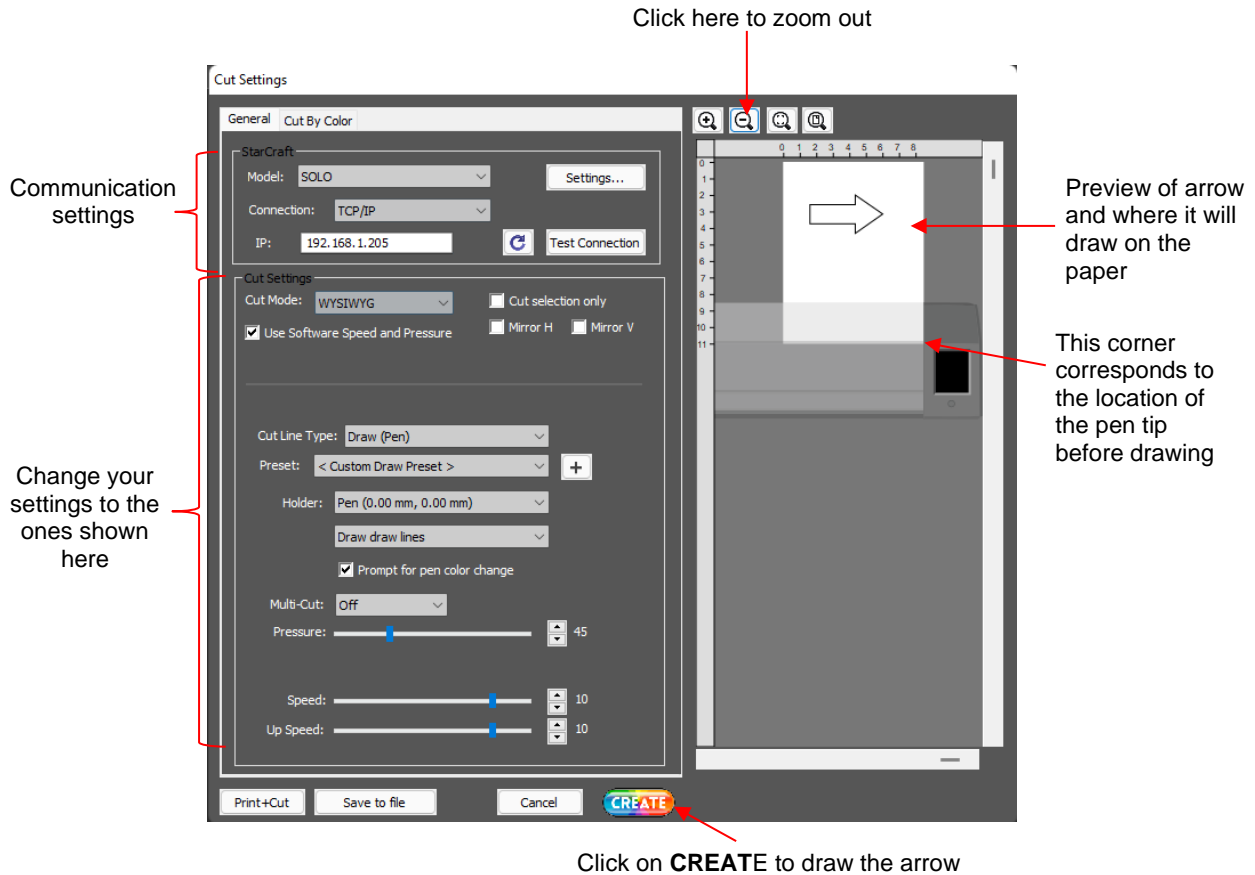 Click here to zoom out
Cut Settings
General Cut By Color
StarCraft
Model: SOLO Settings...
Connection: TCP/IP
IP: 192.168.1.205 Test Connection
Communication
settings
Cut Settings
Cut Mode: WYSIWYG Cut selection only
Use Software Speed and Pressure Mirror H Mirror V
Cut Line Type: Draw (Pen)
Preset: < Custom Draw Preset > +
Holder: Pen (0.00 mm, 0.00 mm)
Draw draw lines
Prompt for pen color change
Multi-Cut: Off
Pressure: 45
Speed: 10
Up Speed: 10
Change your
settings to the
ones shown
here
Print+Cut Save to file Cancel CREATE
0 1 2 3 4 5 6 7 8
0
1
2
3
4
5
6
7
8
9
10
11
Preview of arrow
and where it will
draw on the
paper
This corner
corresponds to
the location of
the pen tip
before drawing
Click on CREATE to draw the arrow